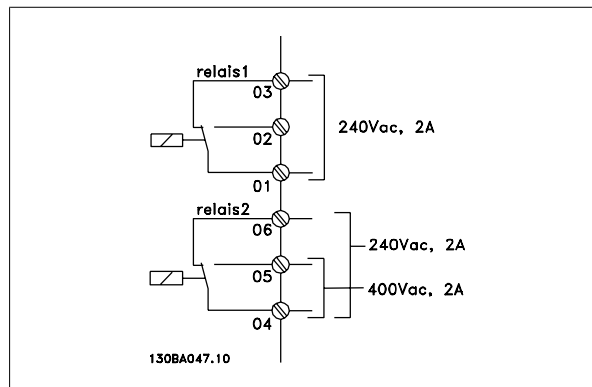 relais1
03
02
240Vac, 2A
01
relais2
06
240Vac, 2A
05
400Vac, 2A
04
130BA047.10